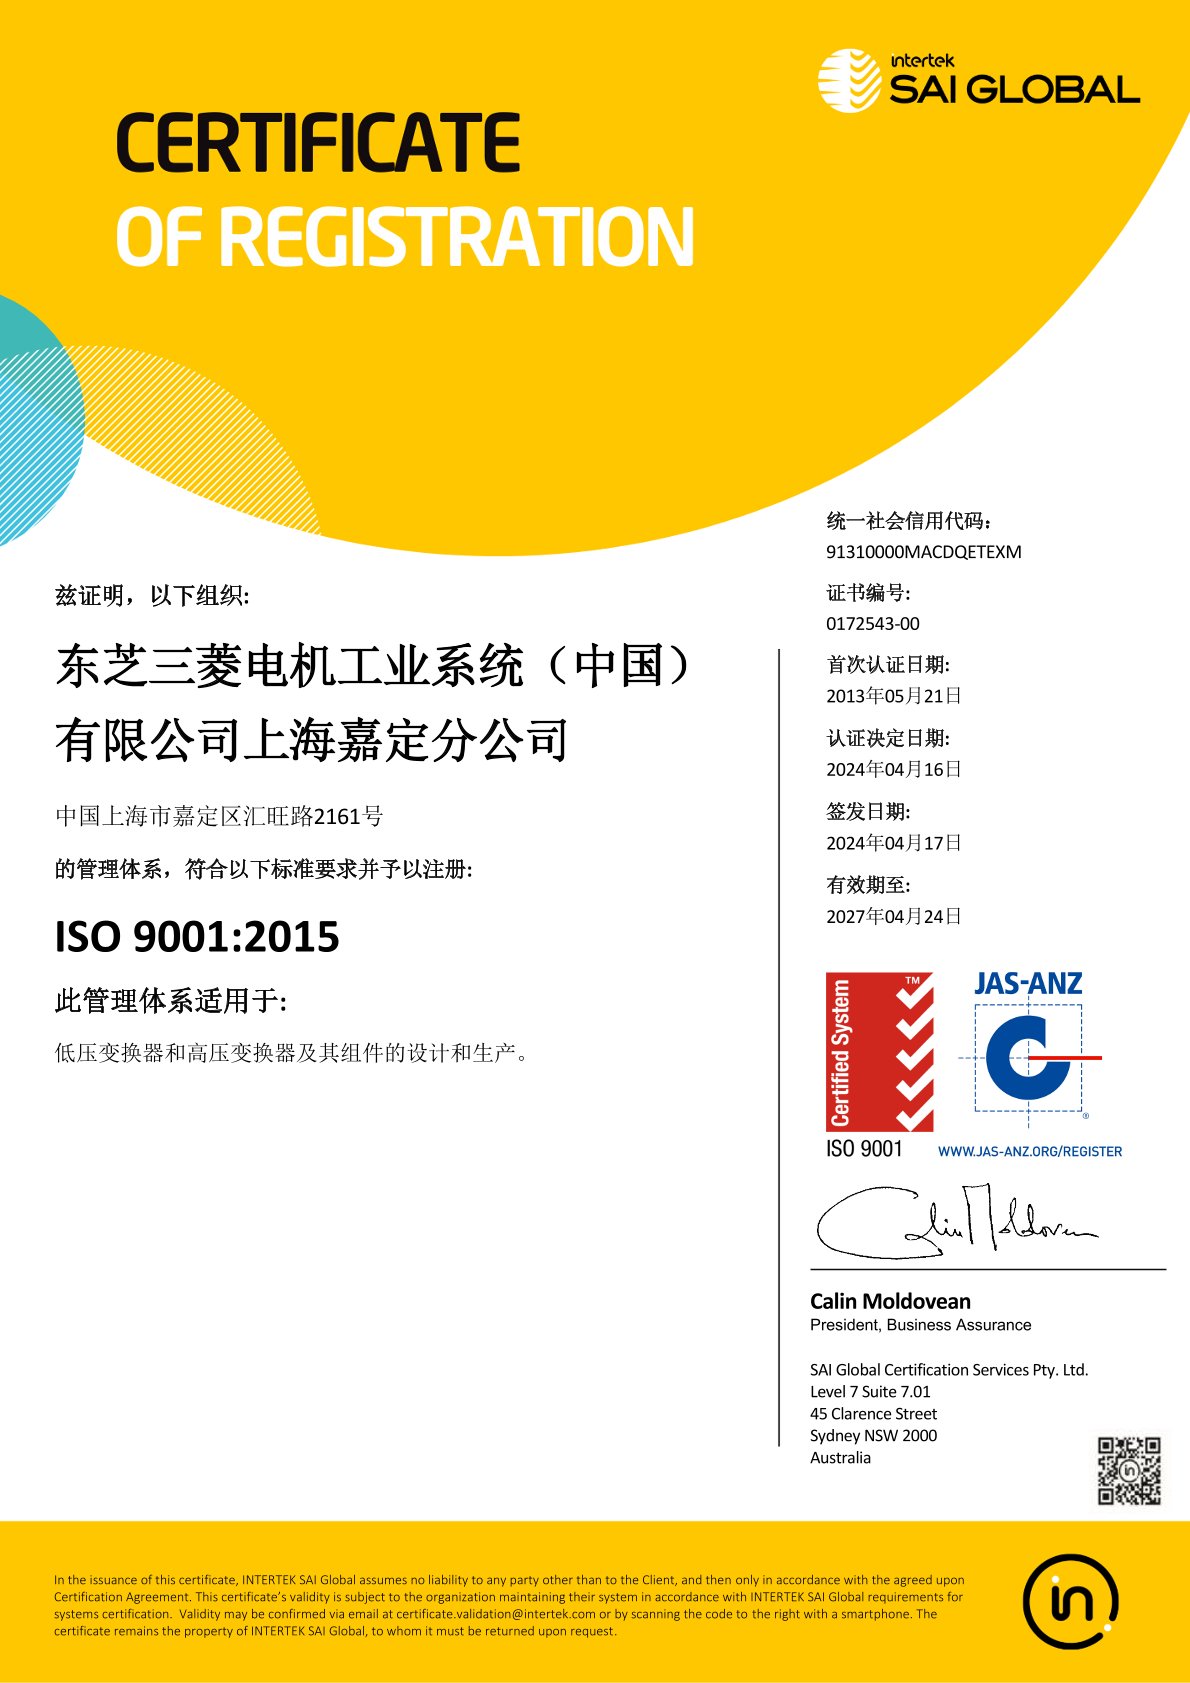 intertek
SAI GLOBAL
CERTIFICATE
OF REGISTRATION
兹证明，以下组织:
东芝三菱电机工业系统（中国）
有限公司上海嘉定分公司
中国上海市嘉定区汇旺路2161号
的管理体系，符合以下标准要求并予以注册:
ISO 9001:2015
此管理体系适用于:
低压变换器和高压变换器及其组件的设计和生产。
统一社会信用代码：
91310000MACDQETEXM
证书编号:
0172543-00
首次认证日期:
2013年05月21日
认证决定日期:
2024年04月16日
签发日期:
2024年04月17日
有效期至:
2027年04月24日
Certified System
TM
ISO 9001
JAS-ANZ
®
WWW.JAS-ANZ.ORG/REGISTER
Calin Moldovean
Calin Moldovean
President, Business Assurance
SAI Global Certification Services Pty. Ltd.
Level 7 Suite 7.01
45 Clarence Street
Sydney NSW 2000
Australia
in
In the issuance of this certificate, INTERTEK SAI Global assumes no liability to any party other than to the Client, and then only in accordance with the agreed upon
Certification Agreement. This certificate’s validity is subject to the organization maintaining their system in accordance with INTERTEK SAI Global requirements for
systems certification.  Validity may be confirmed via email at certificate.validation@intertek.com or by scanning the code to the right with a smartphone. The
certificate remains the property of INTERTEK SAI Global, to whom it must be returned upon request.
in